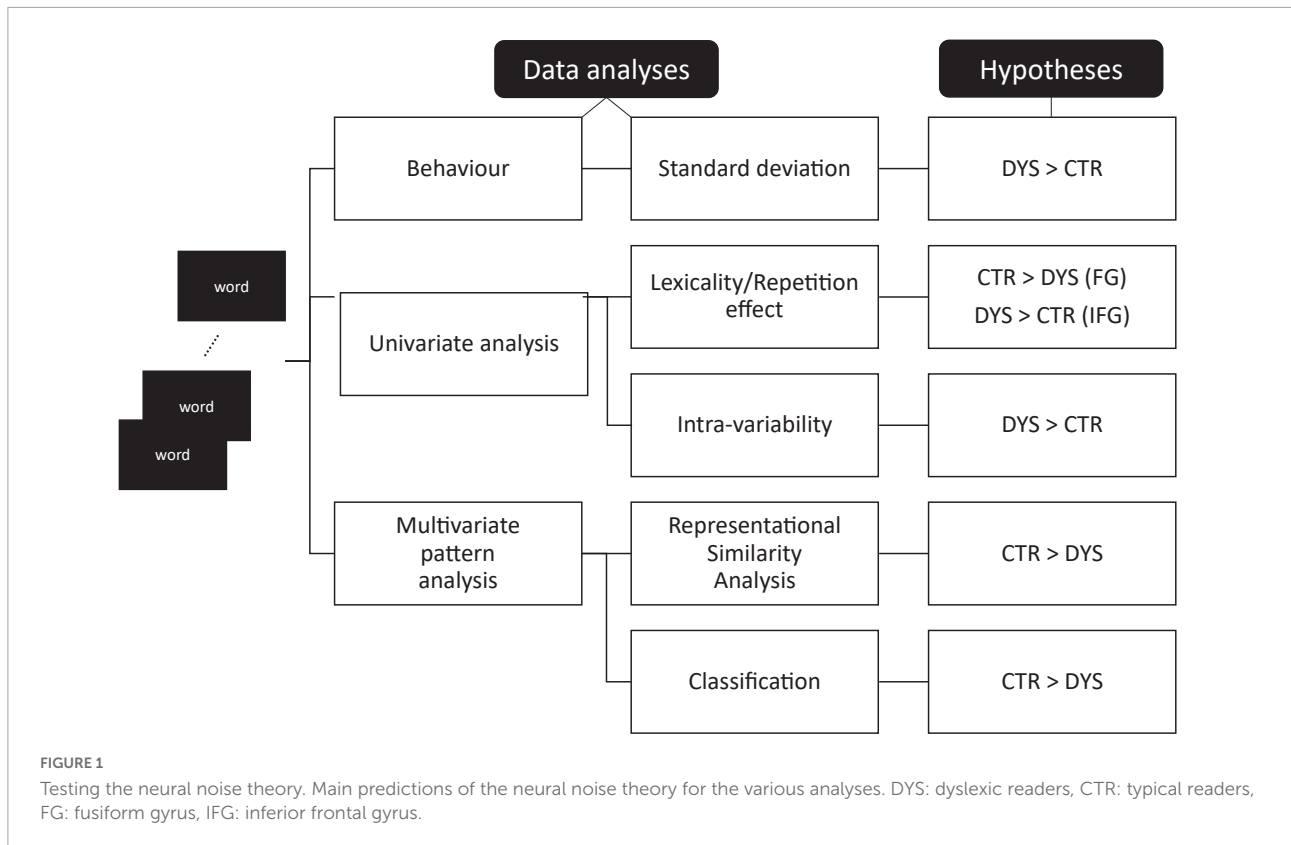 Data analyses
Hypotheses
Behaviour
Standard deviation
DYS > CTR
word
word
word
Univariate analysis
Lexicality/Repetition
effect
CTR > DYS (FG)
DYS > CTR (IFG)
Intra-variability
DYS > CTR
Multivariate
pattern
analysis
Representational
Similarity
Analysis
CTR > DYS
Classification
CTR > DYS
FIGURE 1
Testing the neural noise theory. Main predictions of the neural noise theory for the various analyses. DYS: dyslexic readers, CTR: typical readers,
FG: fusiform gyrus, IFG: inferior frontal gyrus.